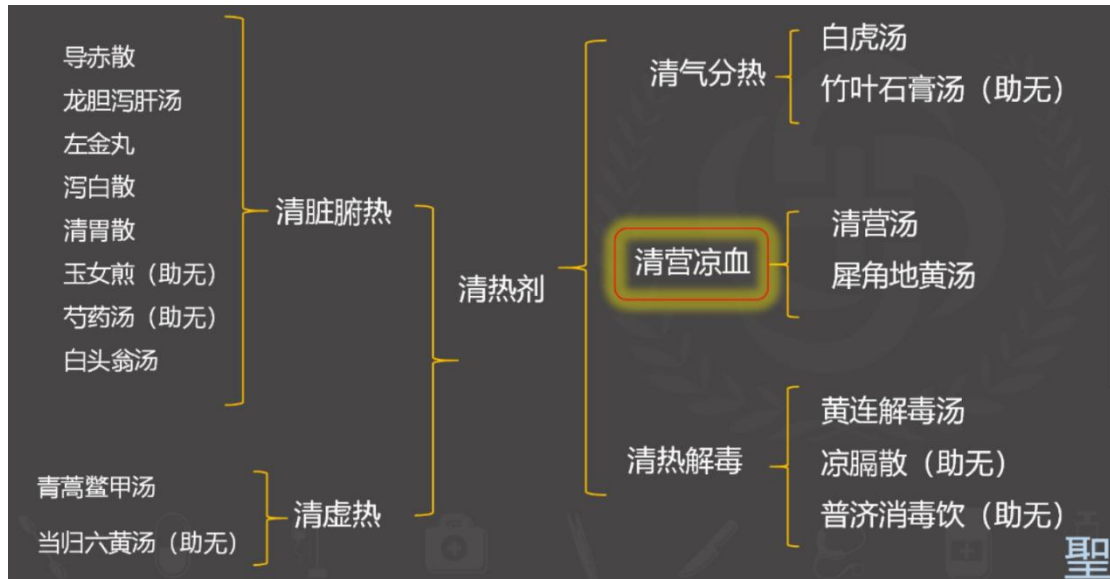 导赤散
龙胆泻肝汤
左金丸
泻白散
清胃散
玉女煎（助无）
芍药汤（助无）
白头翁汤
清脏腑热
青蒿鳖甲汤
当归六黄汤（助无）
清虚热
清热剂
清气分热
白虎汤
竹叶石膏汤（助无）
清营凉血
清营汤
犀角地黄汤
清热解毒
黄连解毒汤
凉膈散（助无）
普济消毒饮（助无）
聖